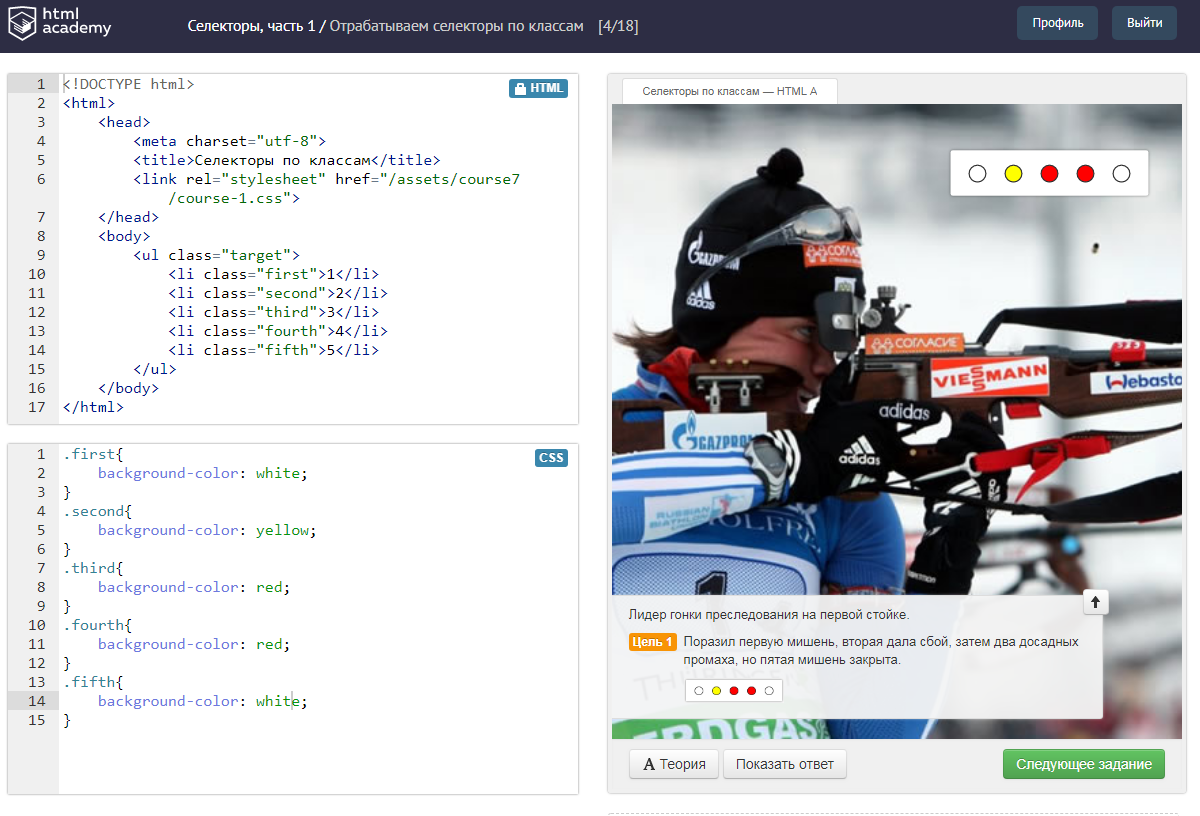 html
academy
Селекторы, часть 1 / Отрабатываем селекторы по классам [4/18]
Профиль
Выйти
1 <!DOCTYPE html>
HTML
2 <html>
3 <head>
4 <meta charset="utf-8">
5 <title>Селекторы по классам</title>
6 <link rel="stylesheet" href="/assets/course7
/course-1.css">
7 </head>
8 <body>
9 <ul class="target">
10 <li class="first">1</li>
11 <li class="second">2</li>
12 <li class="third">3</li>
13 <li class="fourth">4</li>
14 <li class="fifth">5</li>
15 </ul>
16 </body>
17 </html>
1 .first{
CSS
2 background-color: white;
3 }
4 .second{
5 background-color: yellow;
6 }
7 .third{
8 background-color: red;
9 }
10 .fourth{
11 background-color: red;
12 }
13 .fifth{
14 background-color: white;
15 }
Селекторы по классам — HTML A
GAZPROM
СОГЛАСИЕ
adidas
СОГЛАСИЕ
523
VIESSMANN
Webasto
adidas
GAZPROM
adidas
RUSSIAN
BIATHLON
1
Лидер гонки преследования на первой стойке.
Цель 1 Поразил первую мишень, вторая дала сбой, затем два досадных
промаха, но пятая мишень закрыта.
ERDGAS
A Теория
Показать ответ
Следующее задание